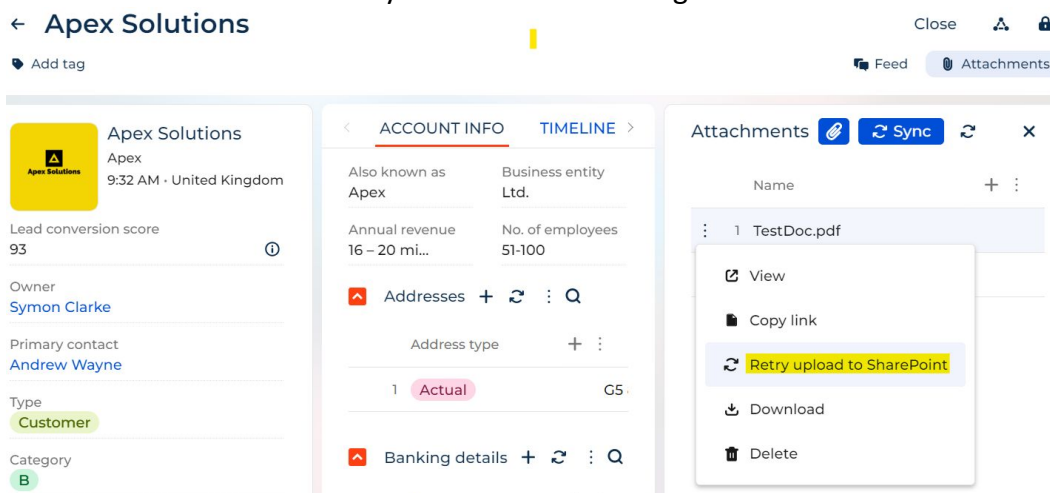 ← Apex Solutions
Close
Add tag
Feed
Attachments
Apex Solutions
Apex Solutions
Apex
9:32 AM · United Kingdom
Lead conversion score
93
Owner
Symon Clarke
Primary contact
Andrew Wayne
Type
Customer
Category
B
ACCOUNT INFO
TIMELINE
Also known as
Business entity
Apex
Ltd.
Annual revenue
No. of employees
16 – 20 mi...
51-100
Addresses
Address type
1 Actual
G5
Banking details
Attachments
Sync
Name
1 TestDoc.pdf
View
Copy link
Retry upload to SharePoint
Download
Delete